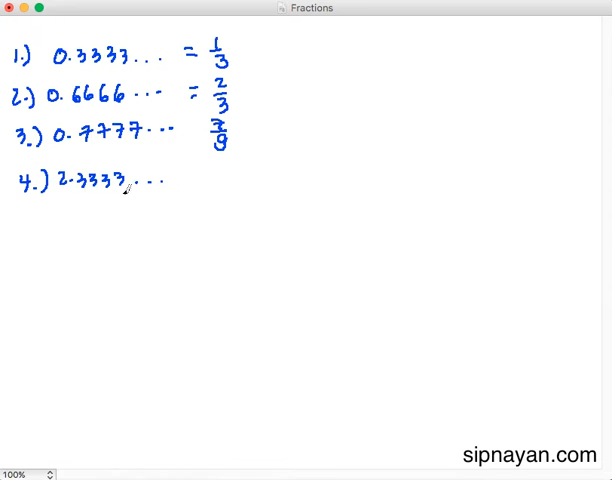 Fractions
1.) 0.3333... = 1/3
2.) 0.6666... = 2/3
3.) 0.7777... 7/9
4.) 2.3333...
sipnayan.com
100%